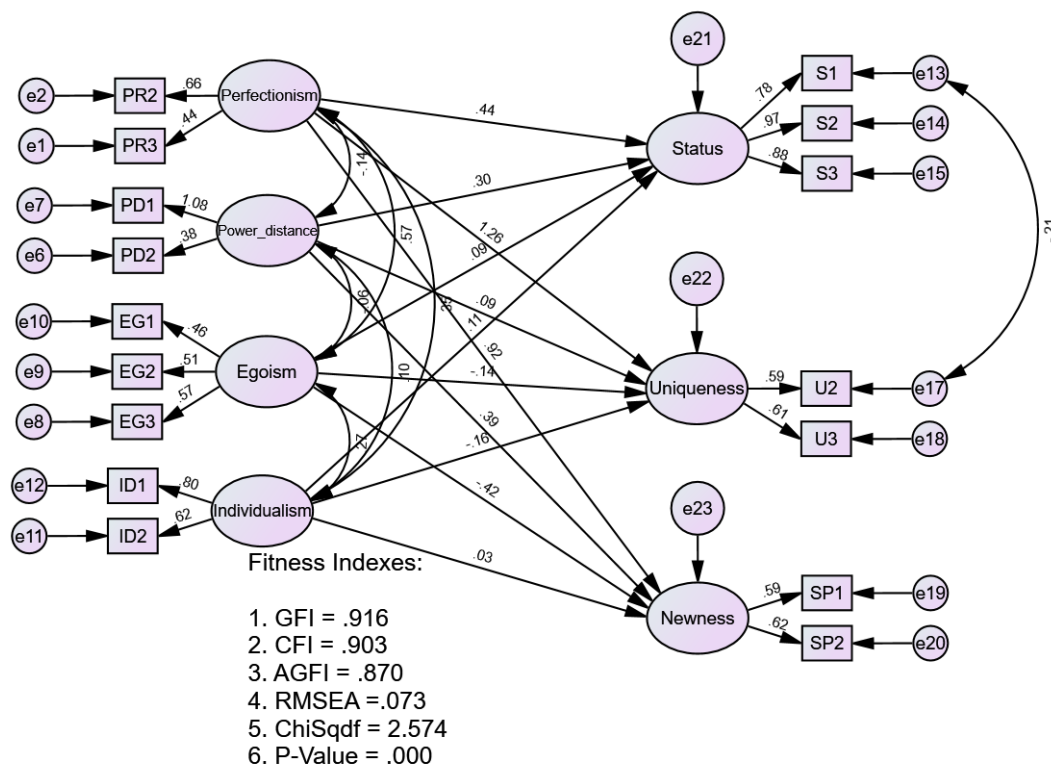 e21
e2
PR2
.66
Perfectionism
S1
e13
.78
.44
e1
PR3
.44
Status
.97
S2
e14
.88
S3
e15
-.14
.30
e7
PD1
1.08
Power_distance
.57
1.26
e6
PD2
.38
.09
e22
.06
.09
.11
e10
EG1
.46
.92
e9
EG2
.51
Egoism
.10
-.14
Uniqueness
.59
U2
e17
e8
EG3
.57
.39
.61
U3
e18
.27
-.16
e12
ID1
.80
-.42
e23
e11
ID2
.62
Individualism
.03
Fitness Indexes:
1. GFI = .916
2. CFI = .903
3. AGFI = .870
4. RMSEA =.073
5. ChiSqdf = 2.574
6. P-Value = .000
Newness
.59
SP1
e19
.62
SP2
e20